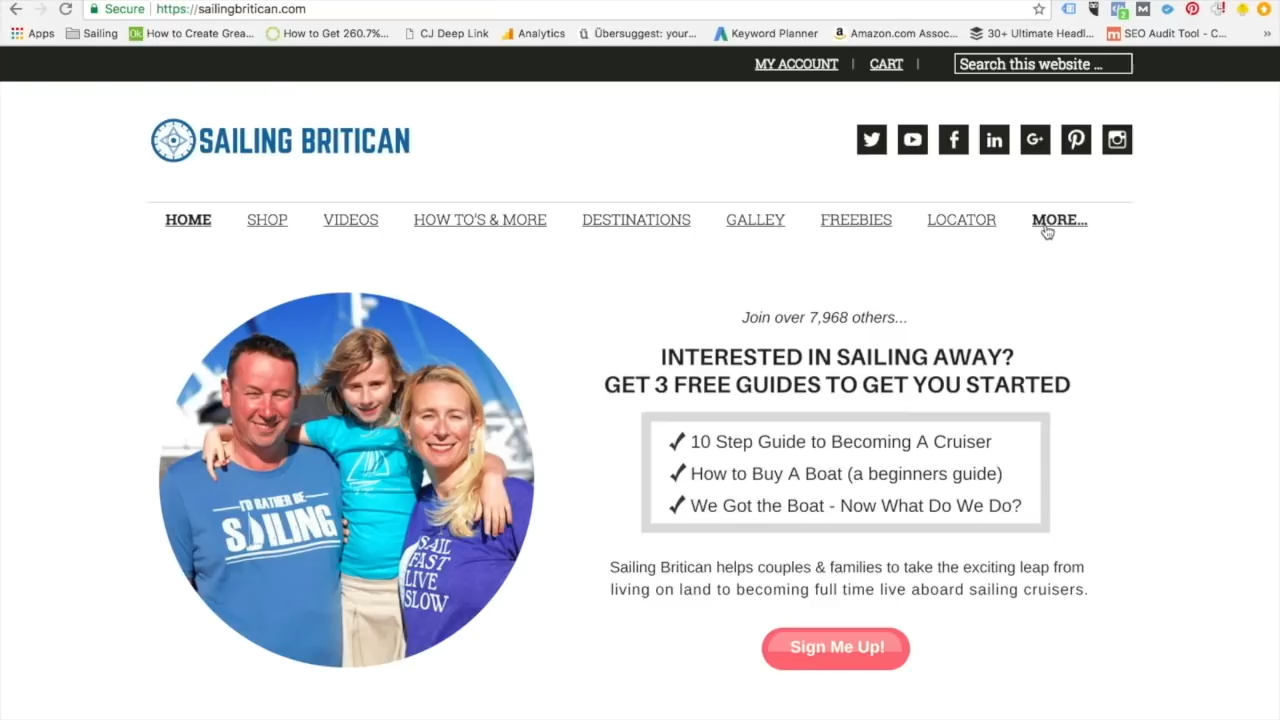 Secure https://sailingbritican.com
Apps Sailing How to Create Grea... How to Get 260.7%... CJ Deep Link Analytics Übersuggest: your... Keyword Planner Amazon.com Assoc... 30+ Ultimate Headl... SEO Audit Tool - C... »
MY ACCOUNT | CART | Search this website ...
SAILING BRITICAN
HOME SHOP VIDEOS HOW TO'S & MORE DESTINATIONS GALLEY FREEBIES LOCATOR MORE...
Join over 7,968 others...
INTERESTED IN SAILING AWAY?
GET 3 FREE GUIDES TO GET YOU STARTED
10 Step Guide to Becoming A Cruiser
How to Buy A Boat (a beginners guide)
We Got the Boat - Now What Do We Do?
Sailing Britican helps couples & families to take the exciting leap from
living on land to becoming full time live aboard sailing cruisers.
Sign Me Up!
I'D RATHER BE
SAILING
SAIL
FAST
LIVE
SLOW